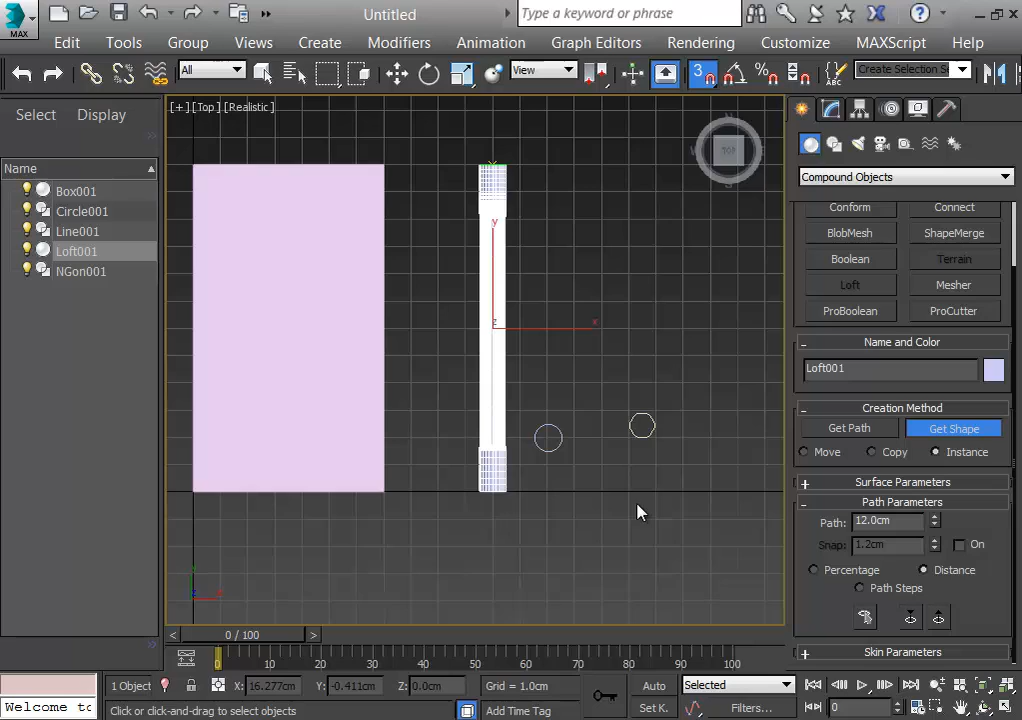 Untitled
Type a keyword or phrase
MAX
Edit Tools Group Views Create Modifiers Animation Graph Editors Rendering Customize MAXScript Help
All
View
3
Create Selection Se
Select Display
Name
Box001
Circle001
Line001
Loft001
NGon001
[+] [Top] [Realistic]
TOP
y
z x
Compound Objects
Conform Connect
BlobMesh ShapeMerge
Boolean Terrain
Loft Mesher
ProBoolean ProCutter
- Name and Color
Loft001
- Creation Method
Get Path Get Shape
Move Copy Instance
+ Surface Parameters
- Path Parameters
Path: 12.0cm
Snap: 1.2cm On
Percentage Distance
Path Steps
+ Skin Parameters
< 0 / 100 >
0 10 20 30 40 50 60 70 80 90 100
1 Object X: 16.277cm Y: -0.411cm Z: 0.0cm Grid = 1.0cm Auto Selected
Welcome to Click or click-and-drag to select objects Add Time Tag Set K. Filters... 0